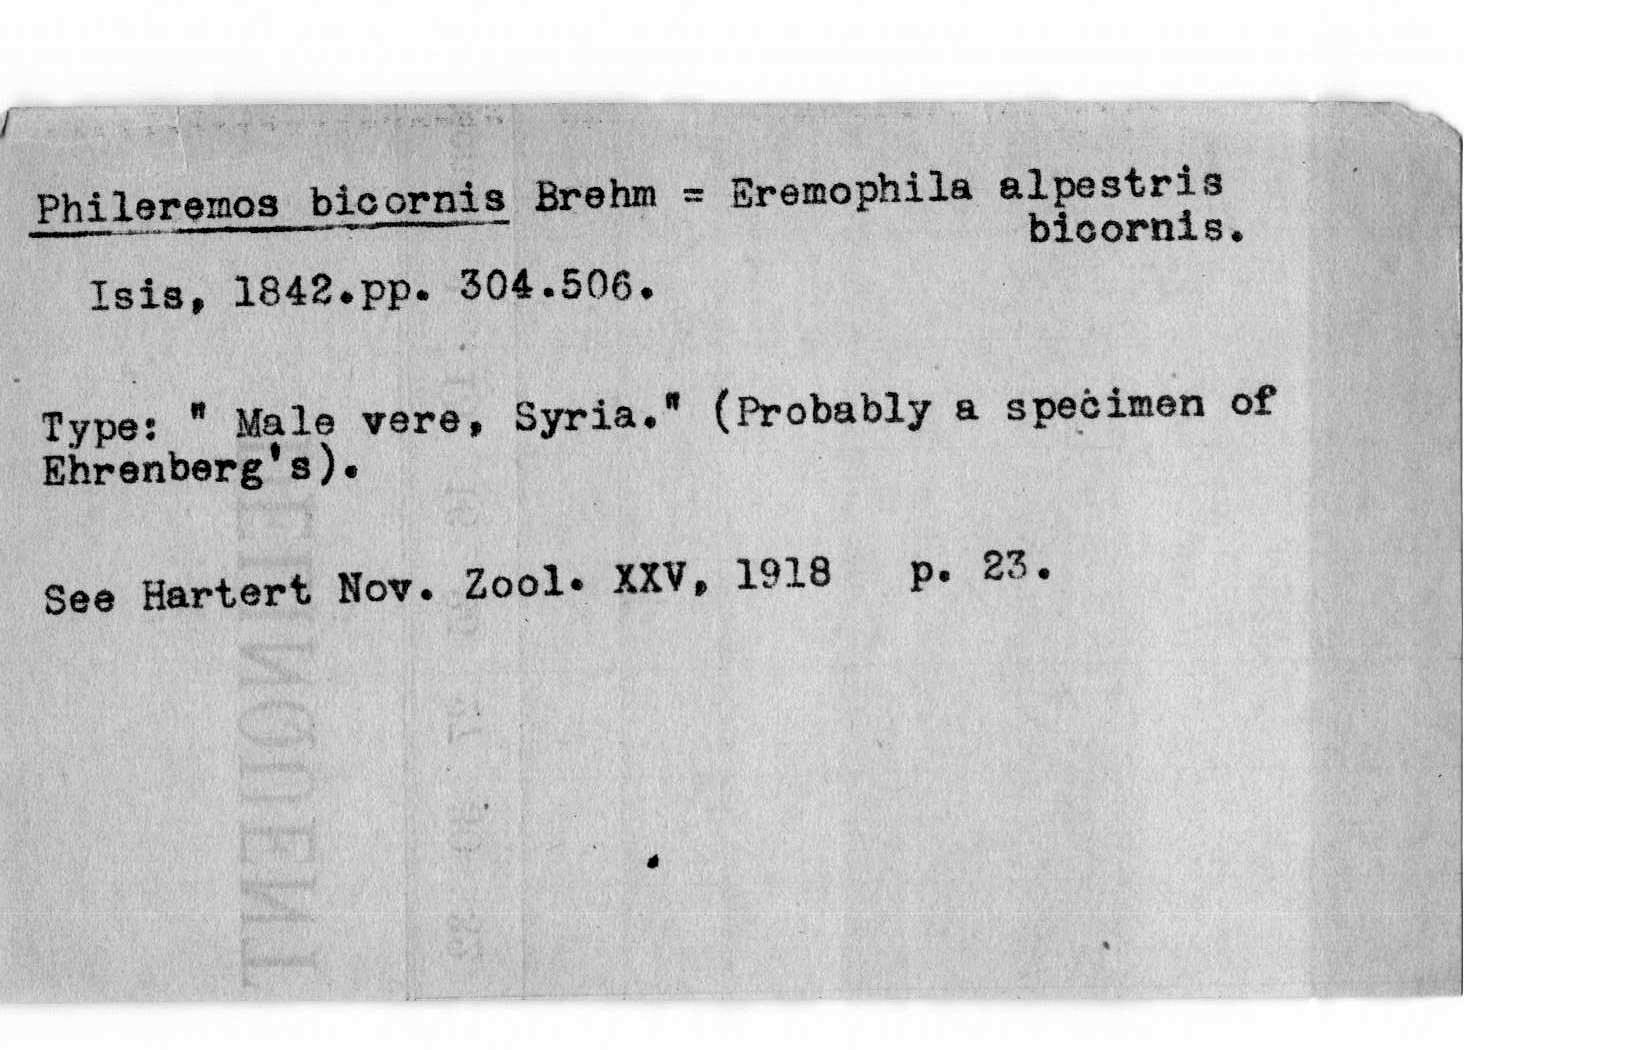 Phileremos bicornis Brehm = Eremophila alpestris
bicornis.
Isis, 1842.pp. 304.506.
Type: " Male vere, Syria." (Probably a specimen of
Ehrenberg's).
See Hartert Nov. Zool. XXV, 1918 p. 23.